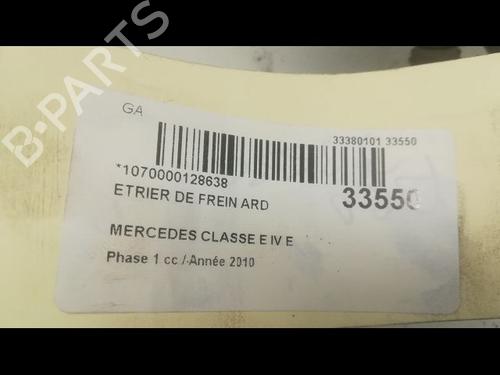 B-PARTS
GA
33380101 33550
*1070000128638
ETRIER DE FREIN ARD
33550
MERCEDES CLASSE E IV E
Phase 1 cc / Année 2010